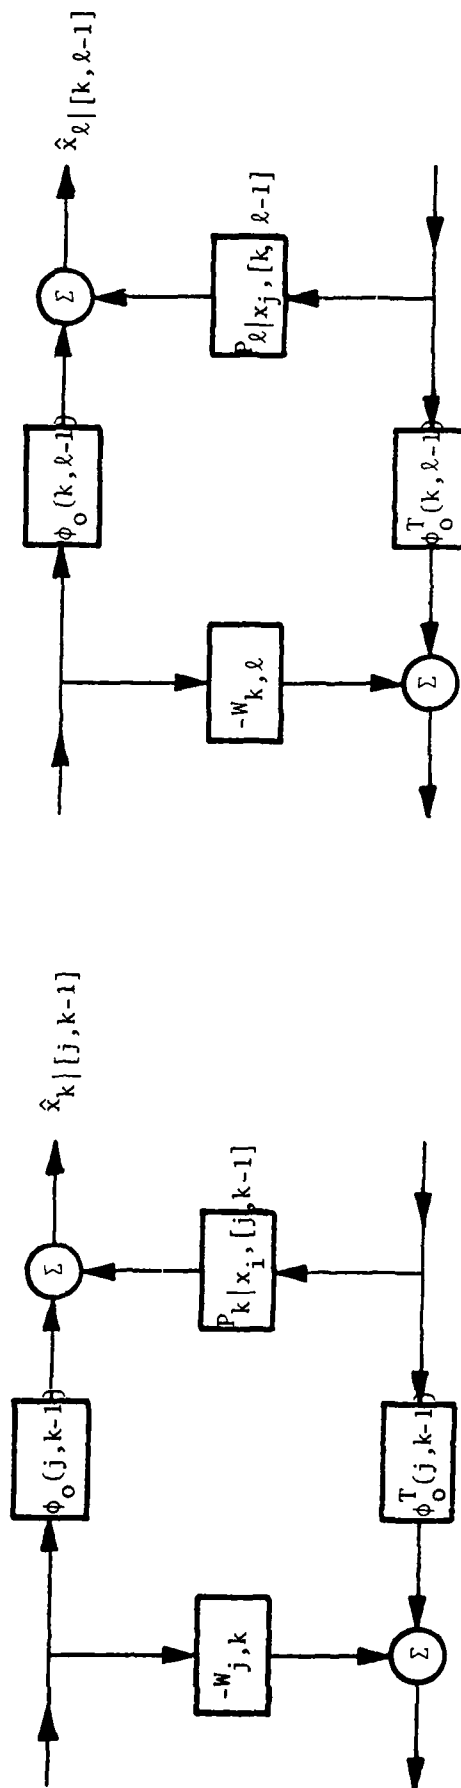 x̂_k|[j,k-1]
ϕ_o(j,k-1)
Σ
P_k|x_i,[j,k-1]
-W_j,k
ϕ_o^T(j,k-1)
Σ
x̂_ℓ|[k,ℓ-1]
ϕ_o(k,ℓ-1)
Σ
P_ℓ|x_j,[k,ℓ-1]
-W_k,ℓ
ϕ_o^T(k,ℓ-1)
Σ